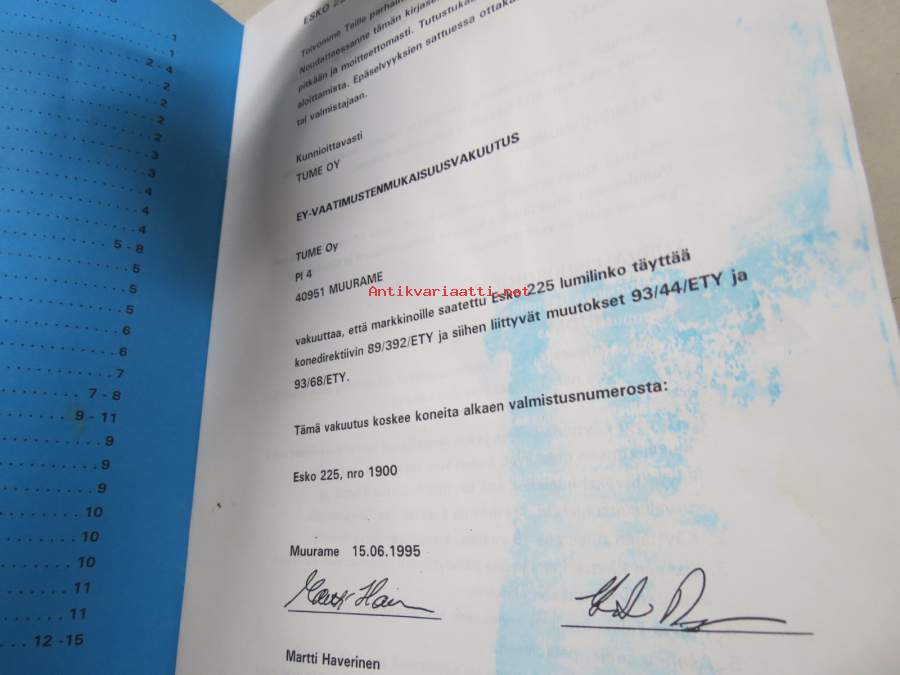 1
1
2-4
2
2
2
2
3
3
4
4
4
5-8
5
5
5
6
6
7
7-8
9-11
9
9
9
10
10
10
11
11
12-15
ESKO
Toivomme Teille
Noudattaessanne tämän
pitkään ja moitteettomasti.
aloittamista. Epäselvyyksien sattuessa
tai valmistajaan.
Kunnioittavasti
TUME OY
EY-VAATIMUSTENMUKAISUUSVAKUUTUS
TUME Oy
Pl 4
40951 MUURAME
Antikvariaatti.net
vakuuttaa, että markkinoille saatettu Esko 225 lumilinko täyttää
konedirektiivin 89/392/ETY ja siihen liittyvät muutokset 93/44/ETY ja
93/68/ETY.
Tämä vakuutus koskee koneita alkaen valmistusnumerosta:
Esko 225, nro 1900
Muurame 15.06.1995
Martti Haverinen